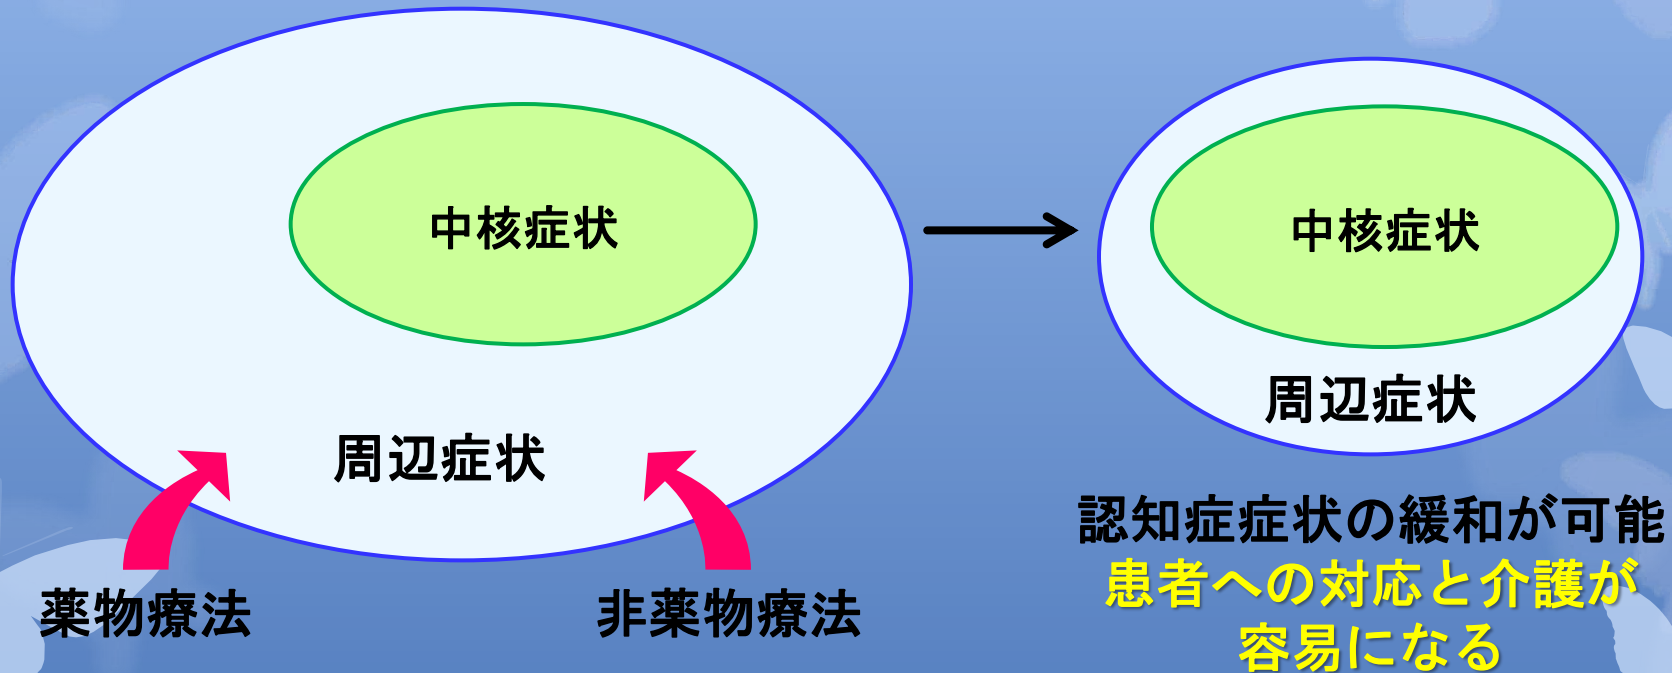 中核症状
周辺症状
薬物療法
非薬物療法
中核症状
周辺症状
認知症症状の緩和が可能
患者への対応と介護が
容易になる